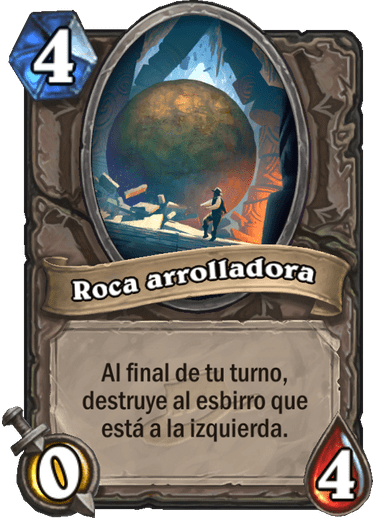 4
Roca arrolladora
Al final de tu turno,
destruye al esbirro que
está a la izquierda.
0
4